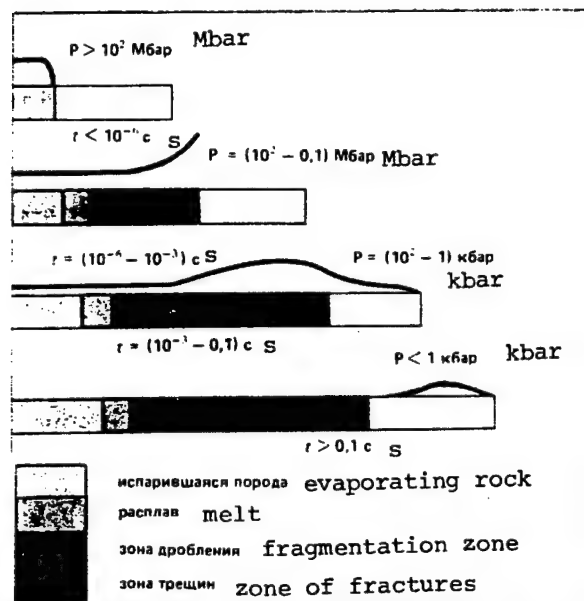 P > 10² Мбар Mbar
t < 10⁻⁶ с S
P = (10² – 0,1) Мбар Mbar
t = (10⁻⁶ – 10⁻³) с S
P = (10² – 1) кбар kbar
t = (10⁻³ – 0,1) с S
P < 1 кбар kbar
t > 0,1 с S
испарившаяся порода evaporating rock
расплав melt
зона дробления fragmentation zone
зона трещин zone of fractures